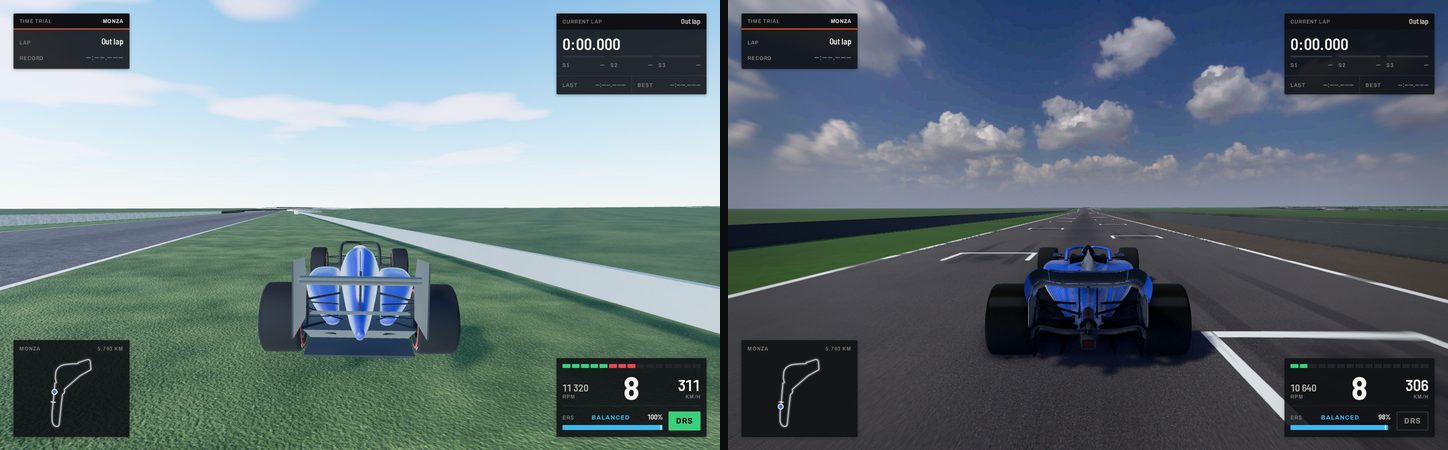 TIME TRIAL MONZA
LAP Out lap
RECORD --:--.---
CURRENT LAP Out lap
0:00.000
S1 — S2 — S3 —
LAST --:--.--- BEST --:--.---
MONZA 5.793 KM
11 320 RPM 8 311 KM/H
ERS BALANCED 100% DRS
TIME TRIAL MONZA
LAP Out lap
RECORD --:--.---
CURRENT LAP Out lap
0:00.000
S1 — S2 — S3 —
LAST --:--.--- BEST --:--.---
MONZA 5.793 KM
10 640 RPM 8 306 KM/H
ERS BALANCED 98% DRS